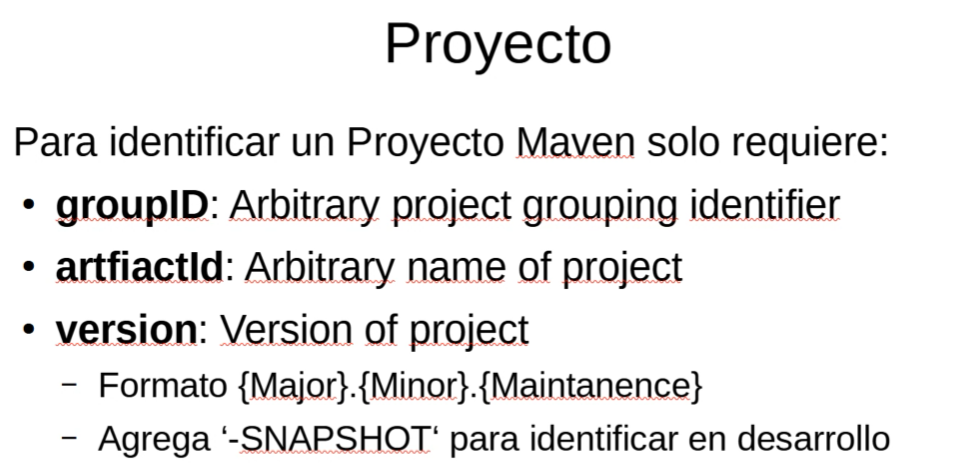 Proyecto
Para identificar un Proyecto Maven solo requiere:
• groupID: Arbitrary project grouping identifier
• artfiactId: Arbitrary name of project
• version: Version of project
– Formato {Major}.{Minor}.{Maintanence}
– Agrega ‘-SNAPSHOT‘ para identificar en desarrollo